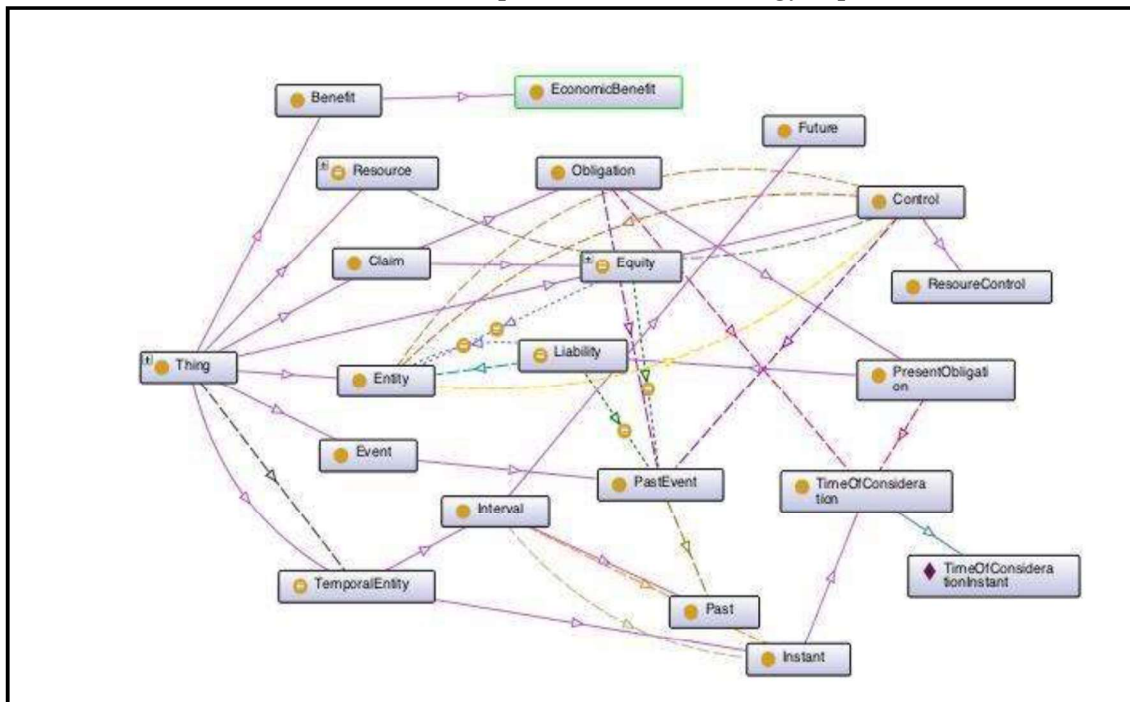 Benefit
EconomicBenefit
Future
Resource
Obligation
Control
Claim
Equity
ResoureControl
Thing
Entity
Liability
PresentObligati
on
Event
PastEvent
TimeOfConsidera
tion
Interval
TemporalEntity
TimeOfConsidera
tionInstant
Past
Instant